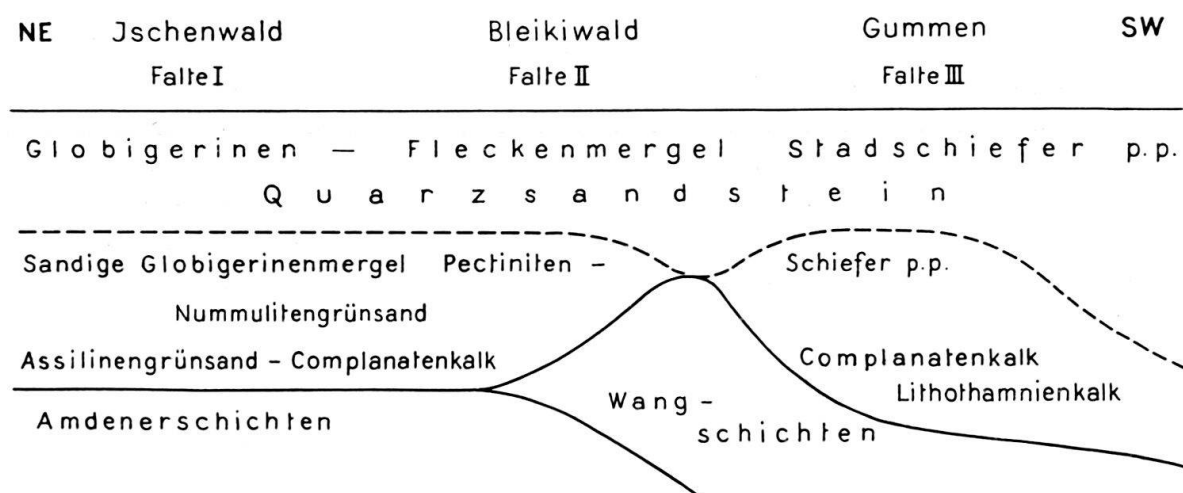 NE Jschenwald Bleikiwald Gummen SW
Falte I Falte II Falte III
Globigerinen – Fleckenmergel Stadschiefer p.p.
Quarzsandstein
Sandige Globigerinenmergel Pectiniten – Schiefer p.p.
Nummulitengrünsand
Assilinengrünsand – Complanatenkalk Complanatenkalk
Lithothamnienkalk
Amdenerschichten Wang –
schichten